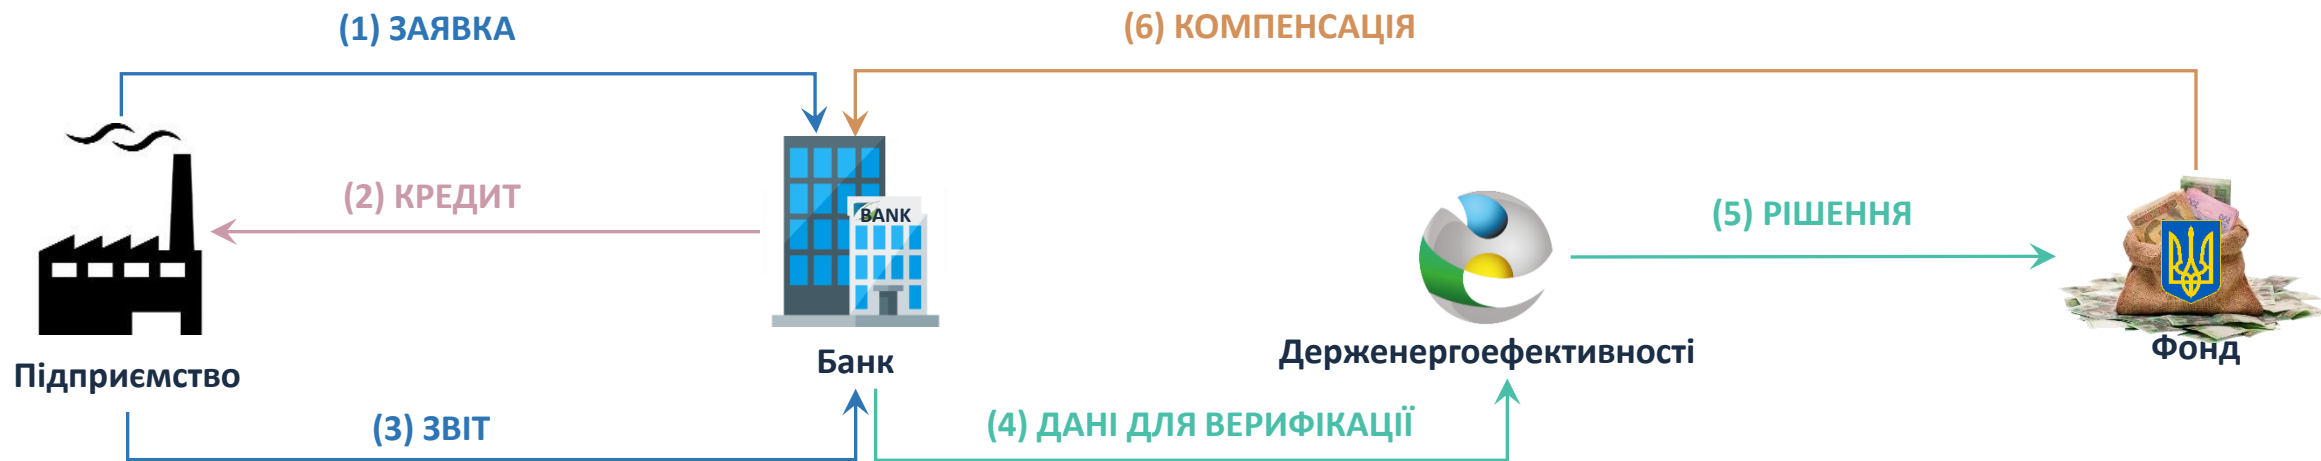 (1) ЗАЯВКА
(6) КОМПЕНСАЦІЯ
(2) КРЕДИТ
BANK
(5) РІШЕННЯ
Підприємство
Банк
Держенергоефективності
Фонд
(3) ЗВІТ
(4) ДАНІ ДЛЯ ВЕРИФІКАЦІЇ